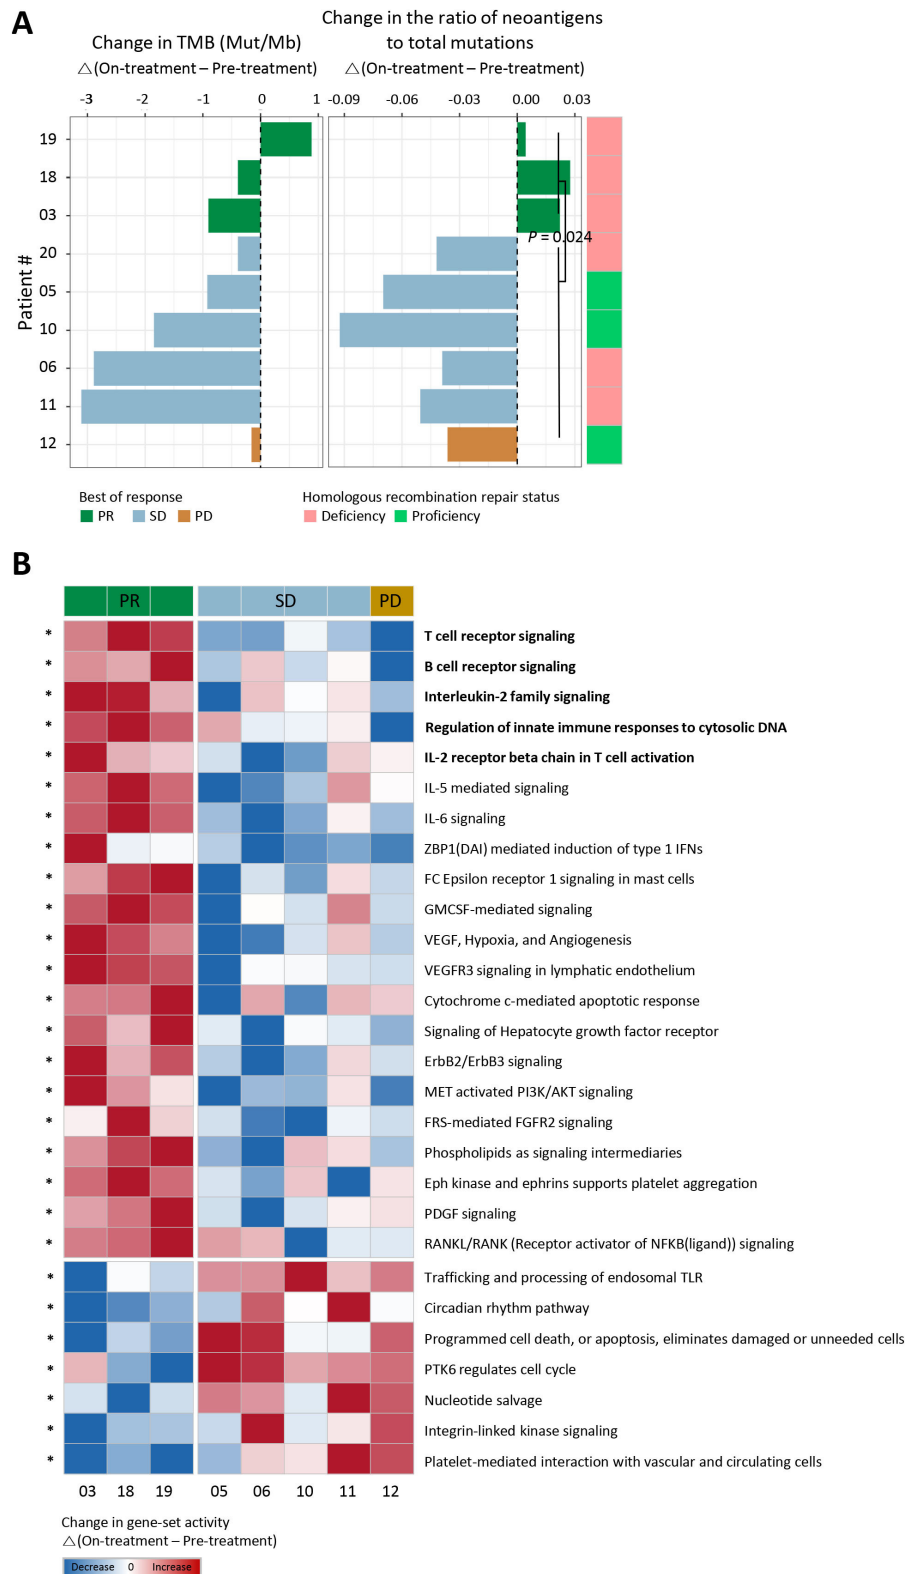 A
Change in TMB (Mut/Mb)
△(On-treatment – Pre-treatment)
Change in the ratio of neoantigens
to total mutations
△(On-treatment – Pre-treatment)
-3 -2 -1 0 1
-0.09 -0.06 -0.03 0.00 0.03
Patient #
19
18
03
20
05
10
06
11
12
P = 0.024
Best of response
PR SD PD
Homologous recombination repair status
Deficiency Proficiency
B
PR SD PD
* T cell receptor signaling
* B cell receptor signaling
* Interleukin-2 family signaling
* Regulation of innate immune responses to cytosolic DNA
* IL-2 receptor beta chain in T cell activation
* IL-5 mediated signaling
* IL-6 signaling
* ZBP1(DAI) mediated induction of type 1 IFNs
* FC Epsilon receptor 1 signaling in mast cells
* GMCSF-mediated signaling
* VEGF, Hypoxia, and Angiogenesis
* VEGFR3 signaling in lymphatic endothelium
* Cytochrome c-mediated apoptotic response
* Signaling of Hepatocyte growth factor receptor
* ErbB2/ErbB3 signaling
* MET activated PI3K/AKT signaling
* FRS-mediated FGFR2 signaling
* Phospholipids as signaling intermediaries
* Eph kinase and ephrins supports platelet aggregation
* PDGF signaling
* RANKL/RANK (Receptor activator of NFKB(ligand)) signaling
* Trafficking and processing of endosomal TLR
* Circadian rhythm pathway
* Programmed cell death, or apoptosis, eliminates damaged or unneeded cells
* PTK6 regulates cell cycle
* Nucleotide salvage
* Integrin-linked kinase signaling
* Platelet-mediated interaction with vascular and circulating cells
03 18 19 05 06 10 11 12
Change in gene-set activity
△(On-treatment – Pre-treatment)
Decrease 0 Increase